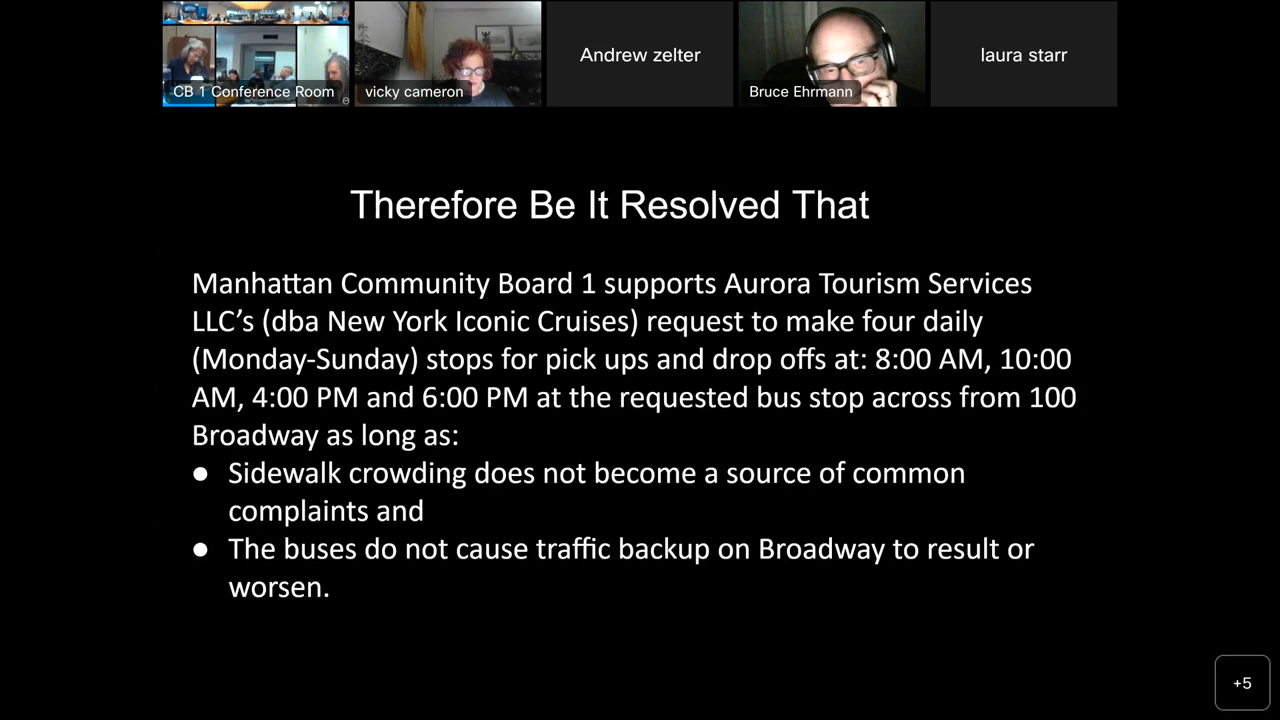 CB 1 Conference Room
vicky cameron
Andrew zelter
Bruce Ehrmann
laura starr
Therefore Be It Resolved That
Manhattan Community Board 1 supports Aurora Tourism Services
LLC’s (dba New York Iconic Cruises) request to make four daily
(Monday-Sunday) stops for pick ups and drop offs at: 8:00 AM, 10:00
AM, 4:00 PM and 6:00 PM at the requested bus stop across from 100
Broadway as long as:
● Sidewalk crowding does not become a source of common
complaints and
● The buses do not cause traffic backup on Broadway to result or
worsen.
+5